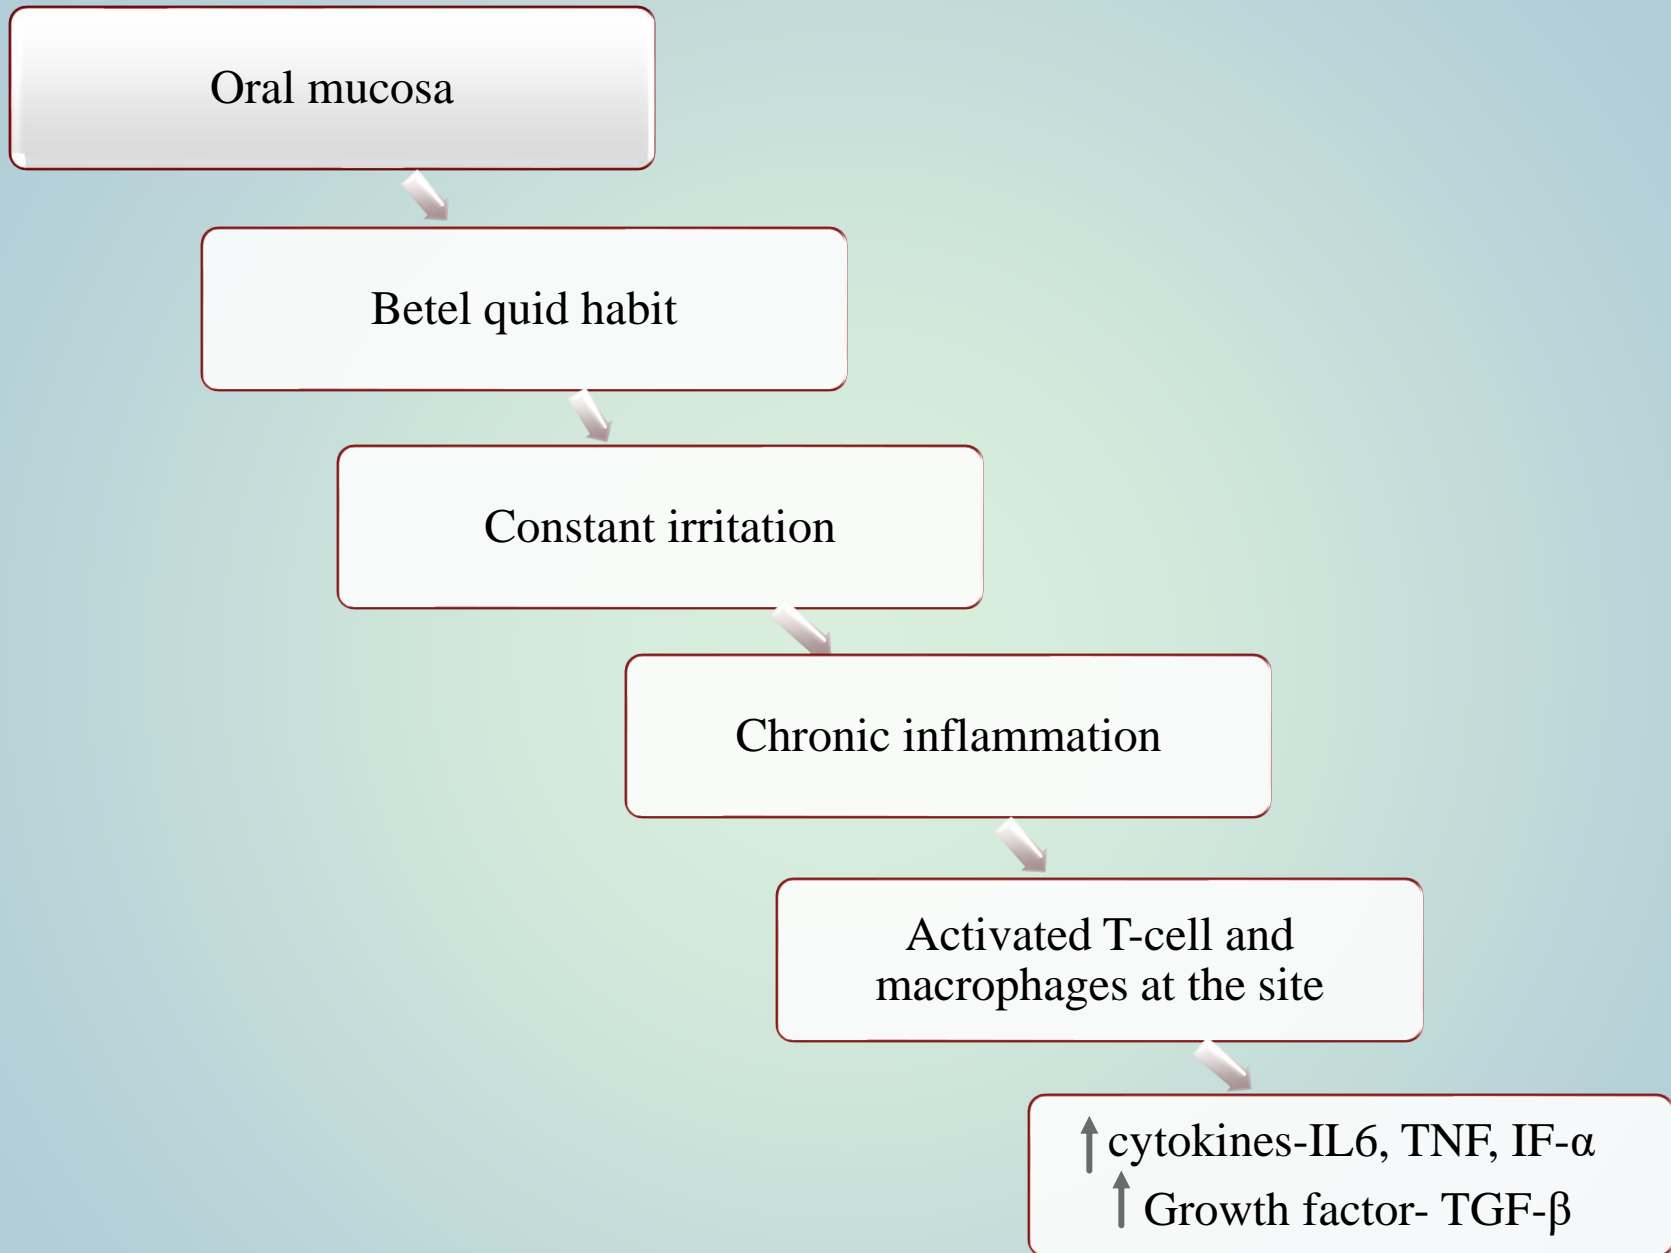 Oral mucosa
Betel quid habit
Constant irritation
Chronic inflammation
Activated T-cell and
macrophages at the site
cytokines-IL6, TNF, IF-α
Growth factor- TGF-β